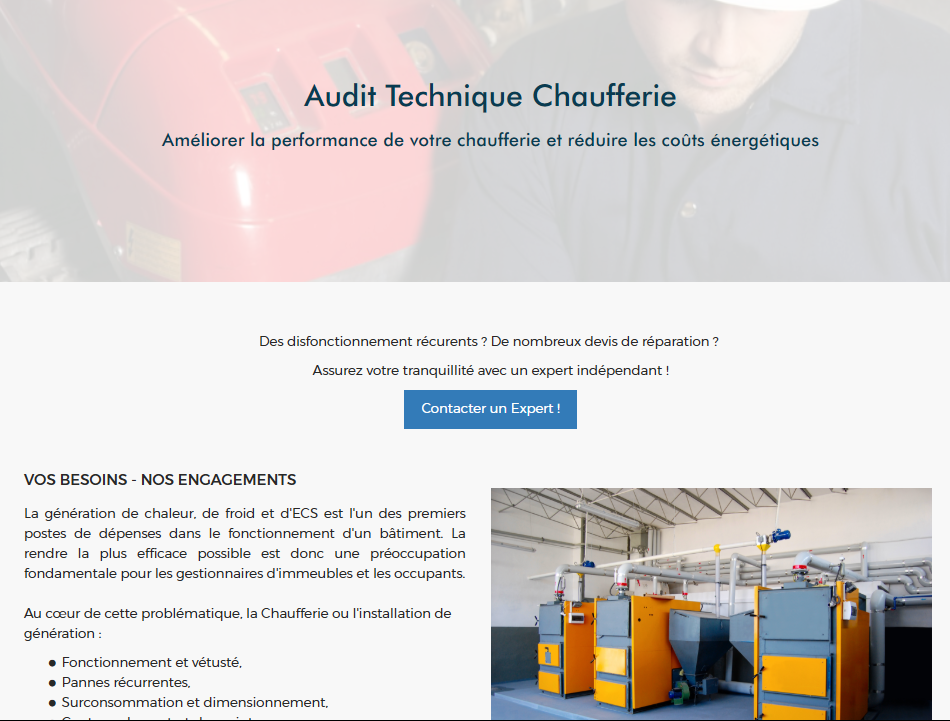 Audit Technique Chaufferie
Améliorer la performance de votre chaufferie et réduire les coûts énergétiques
Des disfonctionnement récurents ? De nombreux devis de réparation ?
Assurez votre tranquillité avec un expert indépendant !
Contacter un Expert !
VOS BESOINS - NOS ENGAGEMENTS
La génération de chaleur, de froid et d'ECS est l'un des premiers
postes de dépenses dans le fonctionnement d'un bâtiment. La
rendre la plus efficace possible est donc une préoccupation
fondamentale pour les gestionnaires d'immeubles et les occupants.
Au cœur de cette problématique, la Chaufferie ou l'installation de
génération :
● Fonctionnement et vétusté,
● Pannes récurrentes,
● Surconsommation et dimensionnement,